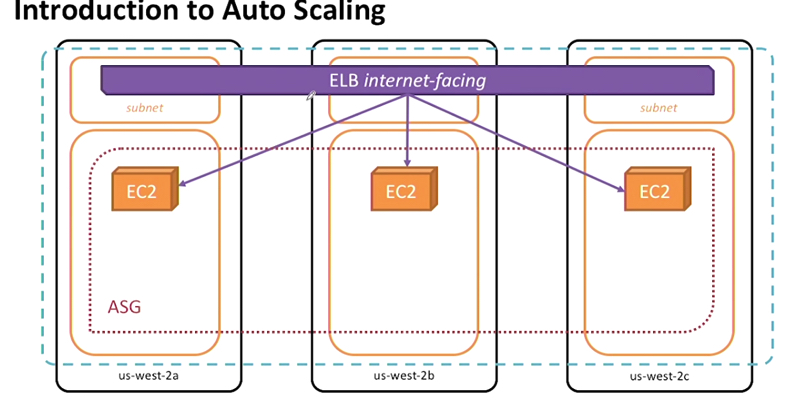 Introduction to Auto Scaling
ELB internet-facing
subnet
subnet
EC2
EC2
EC2
ASG
us-west-2a
us-west-2b
us-west-2c